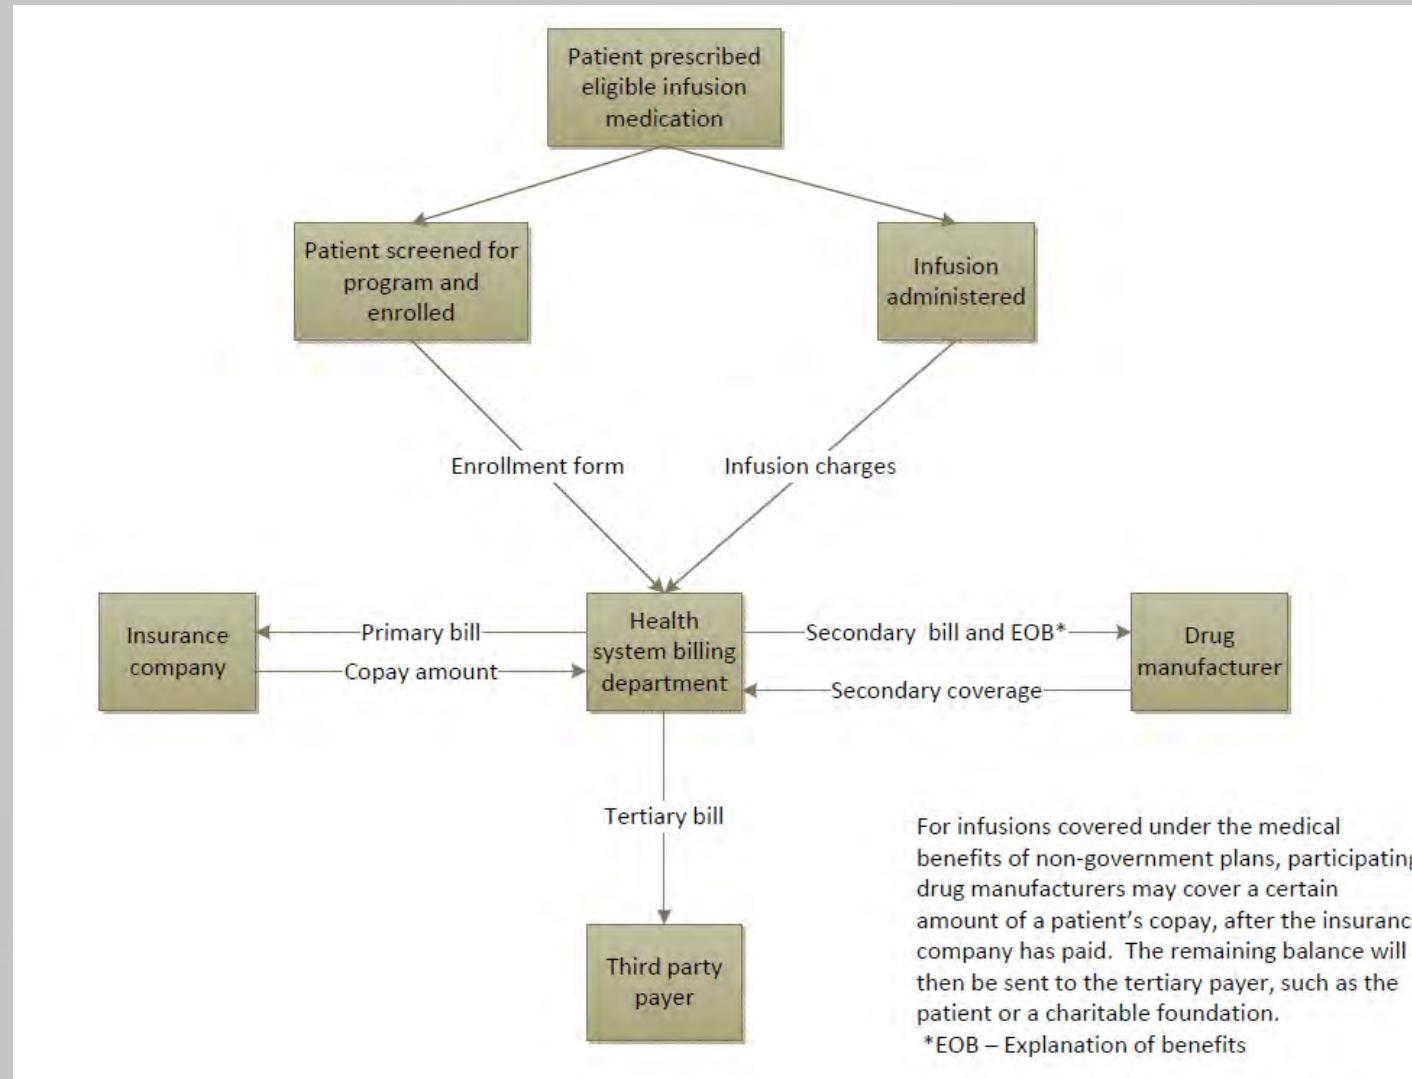 Patient prescribed
eligible infusion
medication
Patient screened for
program and
enrolled
Infusion
administered
Enrollment form
Infusion charges
Insurance
company
Primary bill
Copay amount
Health
system billing
department
Secondary bill and EOB*
Secondary coverage
Drug
manufacturer
Tertiary bill
Third party
payer
For infusions covered under the medical
benefits of non-government plans, participating
drug manufacturers may cover a certain
amount of a patient's copay, after the insuranc
company has paid. The remaining balance will
then be sent to the tertiary payer, such as the
patient or a charitable foundation.
*EOB – Explanation of benefits